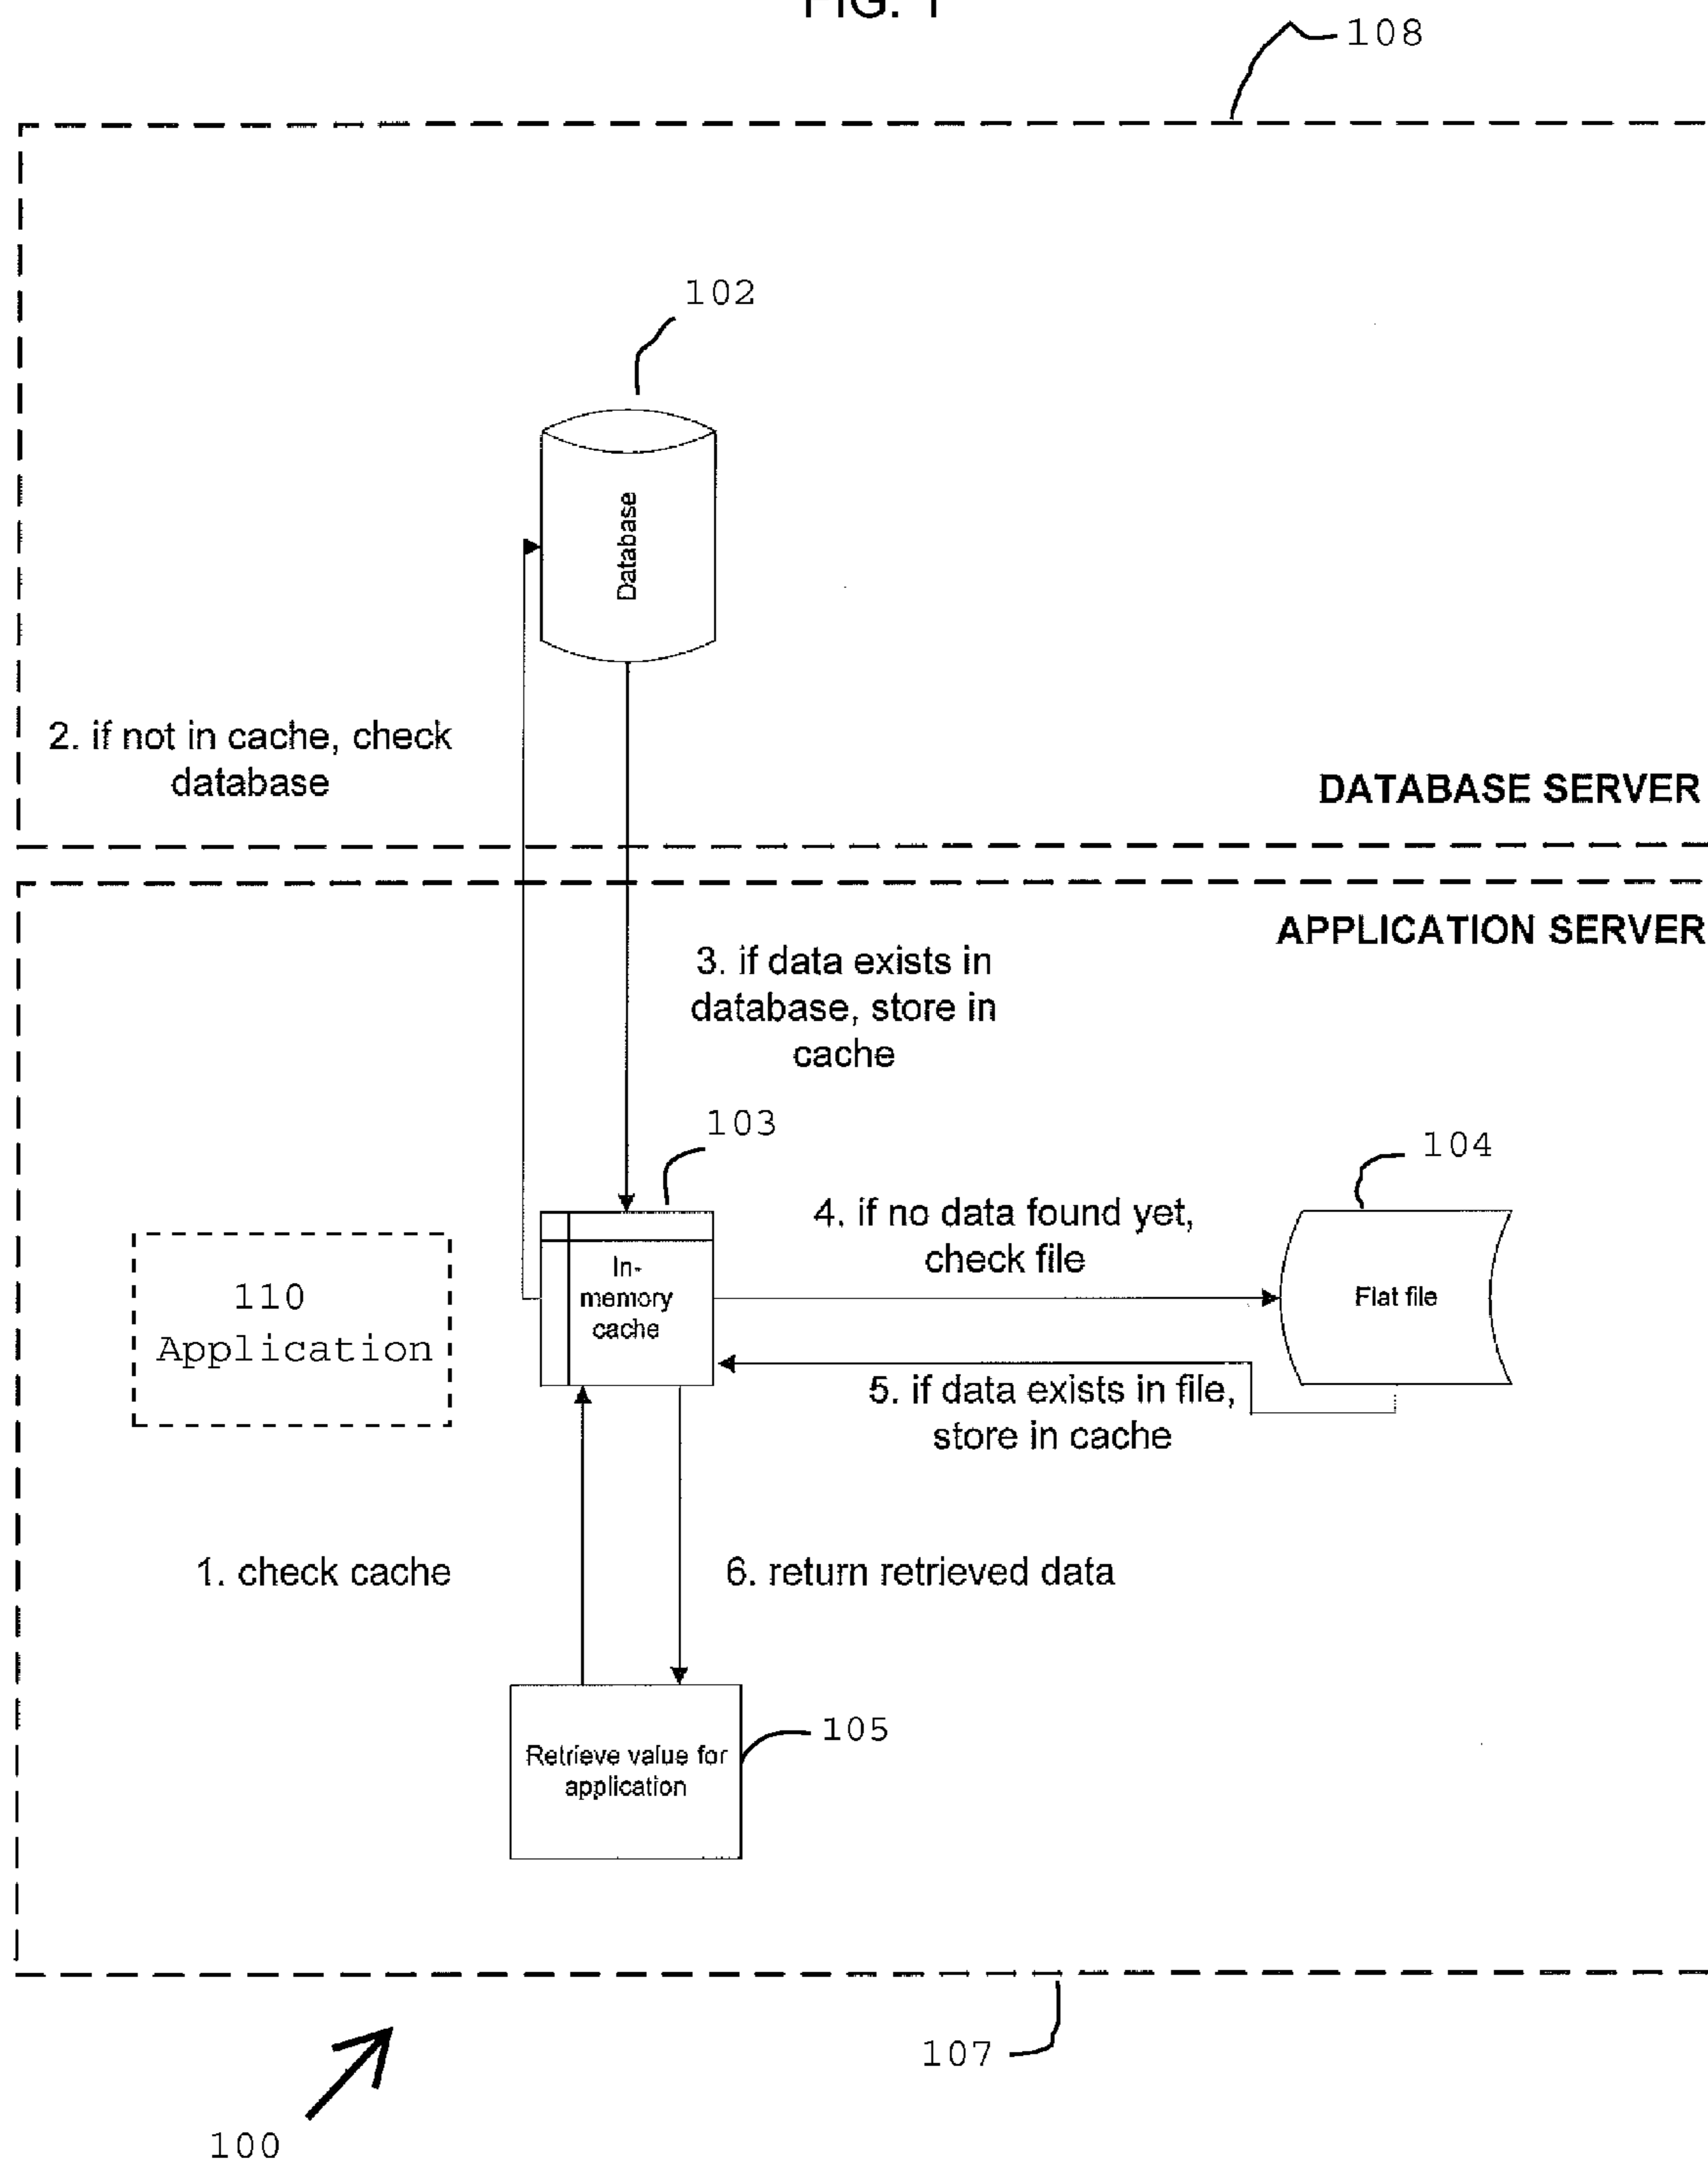 FIG. 1
108
102
Database
2. if not in cache, check
database
DATABASE SERVER
APPLICATION SERVER
3. if data exists in
database, store in
cache
103
104
4. if no data found yet,
check file
110
Application
In-
memory
cache
Flat file
5. if data exists in file,
store in cache
1. check cache
6. return retrieved data
105
Retrieve value for
application
107
100